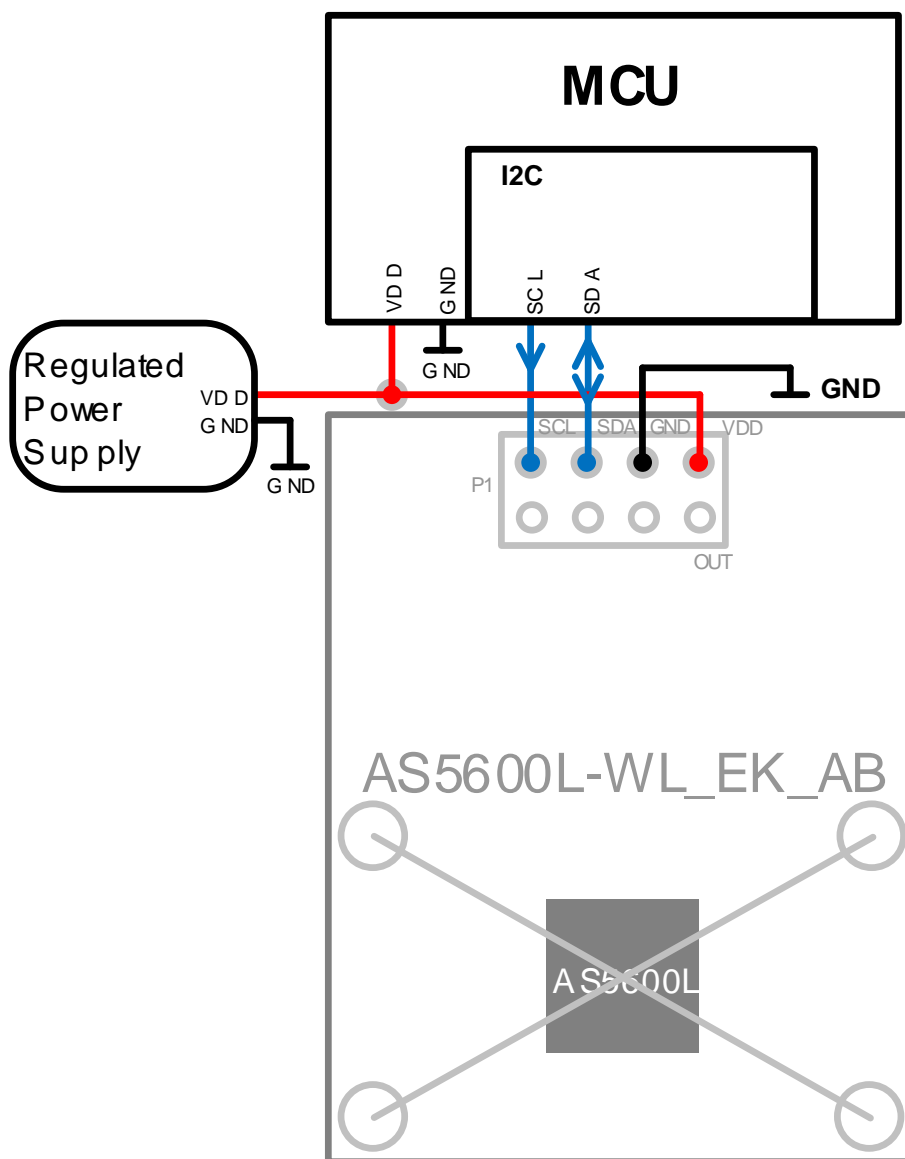 MCU
I2C
VDD
GND
SCL
SDA
GND
Regulated
Power
Supply
VDD
GND
GND
GND
SCL
SDA
GND
VDD
P1
OUT
AS5600L-WL_EK_AB
AS5600L